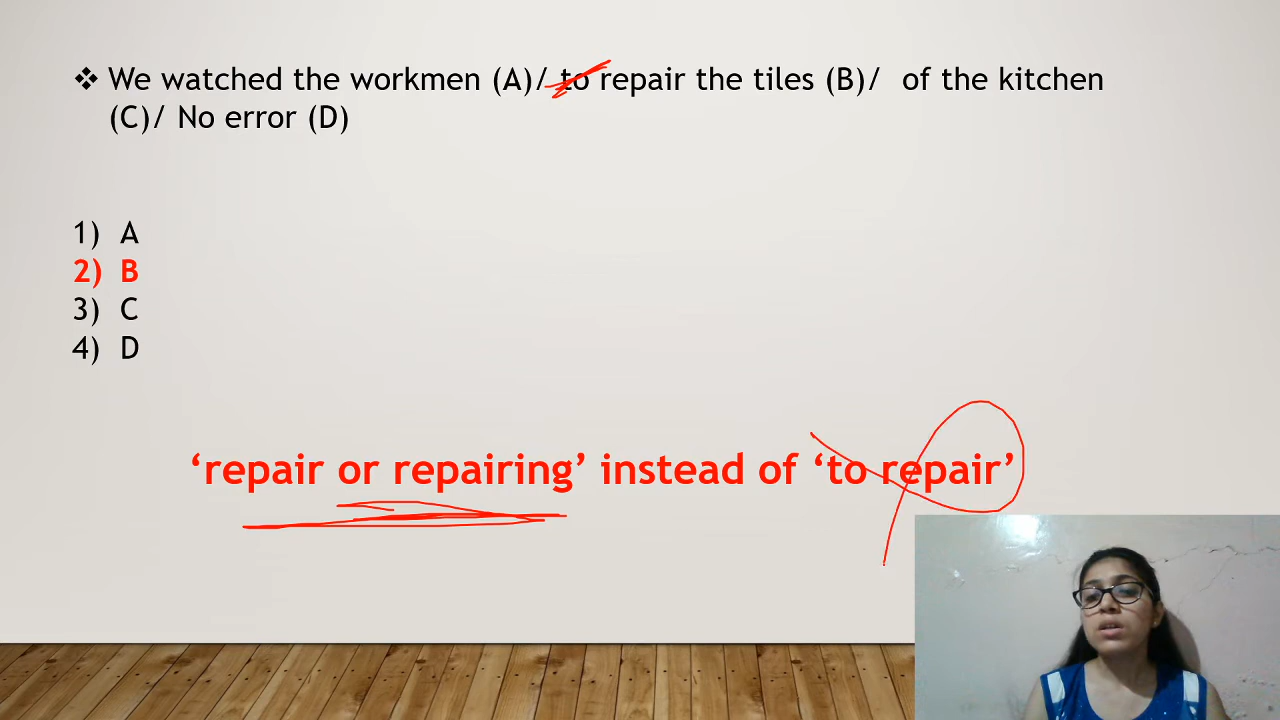 ❖ We watched the workmen (A)/ to repair the tiles (B)/ of the kitchen
(C)/ No error (D)
1) A
2) B
3) C
4) D
‘repair or repairing’ instead of ‘to repair’